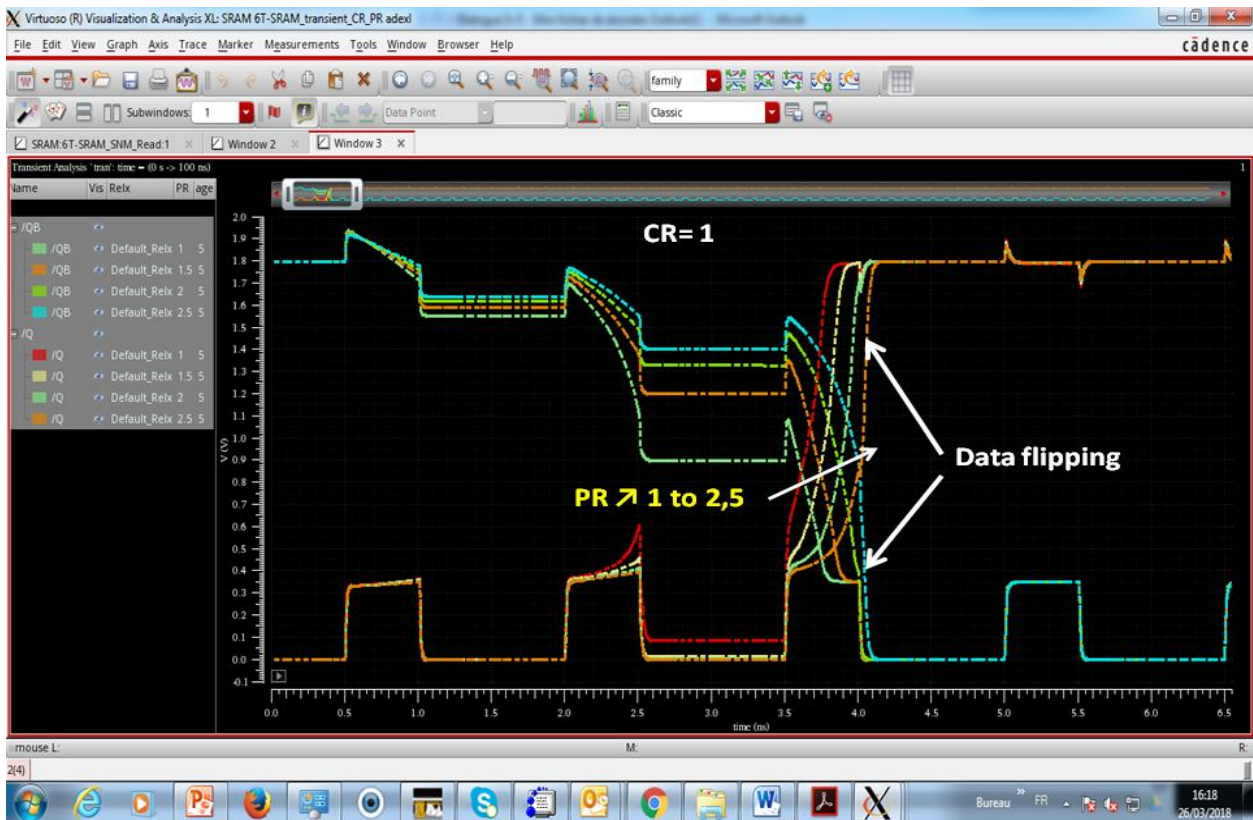 Virtuoso (R) Visualization & Analysis XL: SRAM 6T-SRAM_transient_CR_PR adexl
File Edit View Graph Axis Trace Marker Measurements Tools Window Browser Help
cādence
family
Subwindows: 1
Data Point
Classic
SRAM:6T-SRAM_SNM_Read:1
Window 2
Window 3
Transient Analysis `tran': time = (0 s -> 100 ns)
1
Name Vis Relx PR age
/QB
/QB Default_Relx 1 5
/QB Default_Relx 1.5 5
/QB Default_Relx 2 5
/QB Default_Relx 2.5 5
/Q
/Q Default_Relx 1 5
/Q Default_Relx 1.5 5
/Q Default_Relx 2 5
/Q Default_Relx 2.5 5
CR= 1
2.0
1.9
1.8
1.7
1.6
1.5
1.4
1.3
1.2
1.1
1.0
0.9
0.8
0.7
0.6
0.5
0.4
0.3
0.2
0.1
0.0
-0.1
V (V)
Data flipping
PR ↗ 1 to 2,5
0.0 0.5 1.0 1.5 2.0 2.5 3.0 3.5 4.0 4.5 5.0 5.5 6.0 6.5
time (ns)
mouse L: M: R:
2(4)
Bureau » FR
16:18
26/03/2018